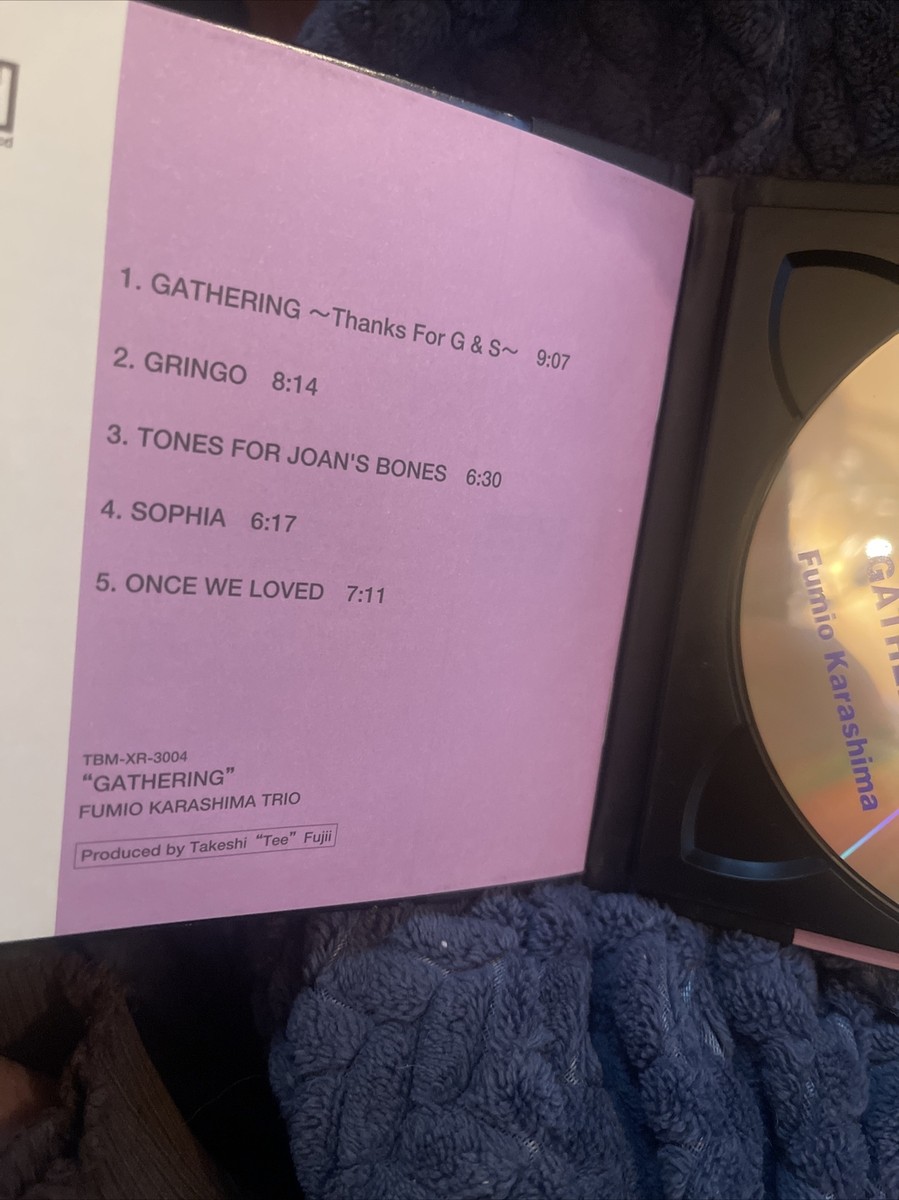 1. GATHERING ～Thanks For G & S～ 9:07
2. GRINGO 8:14
3. TONES FOR JOAN'S BONES 6:30
4. SOPHIA 6:17
5. ONCE WE LOVED 7:11
TBM-XR-3004
“GATHERING”
FUMIO KARASHIMA TRIO
Produced by Takeshi “Tee” Fujii
Fumio Karashima